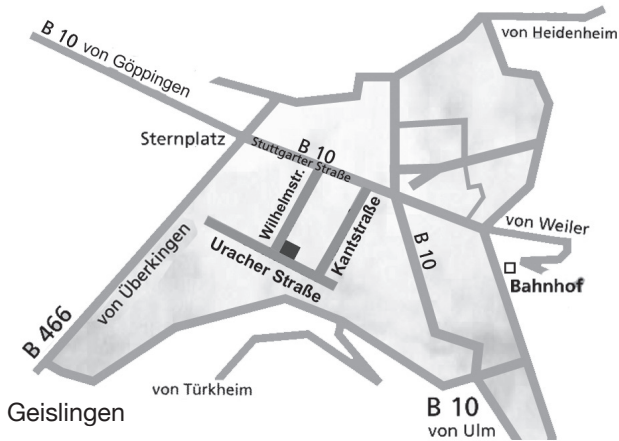 von Heidenheim
B 10 von Göppingen
Sternplatz
B 10
Stuttgarter Straße
Wilhelmstr.
Kantstraße
von Weiler
B 10
Uracher Straße
Bahnhof
von Überkingen
B 466
von Türkheim
Geislingen
B 10
von Ulm